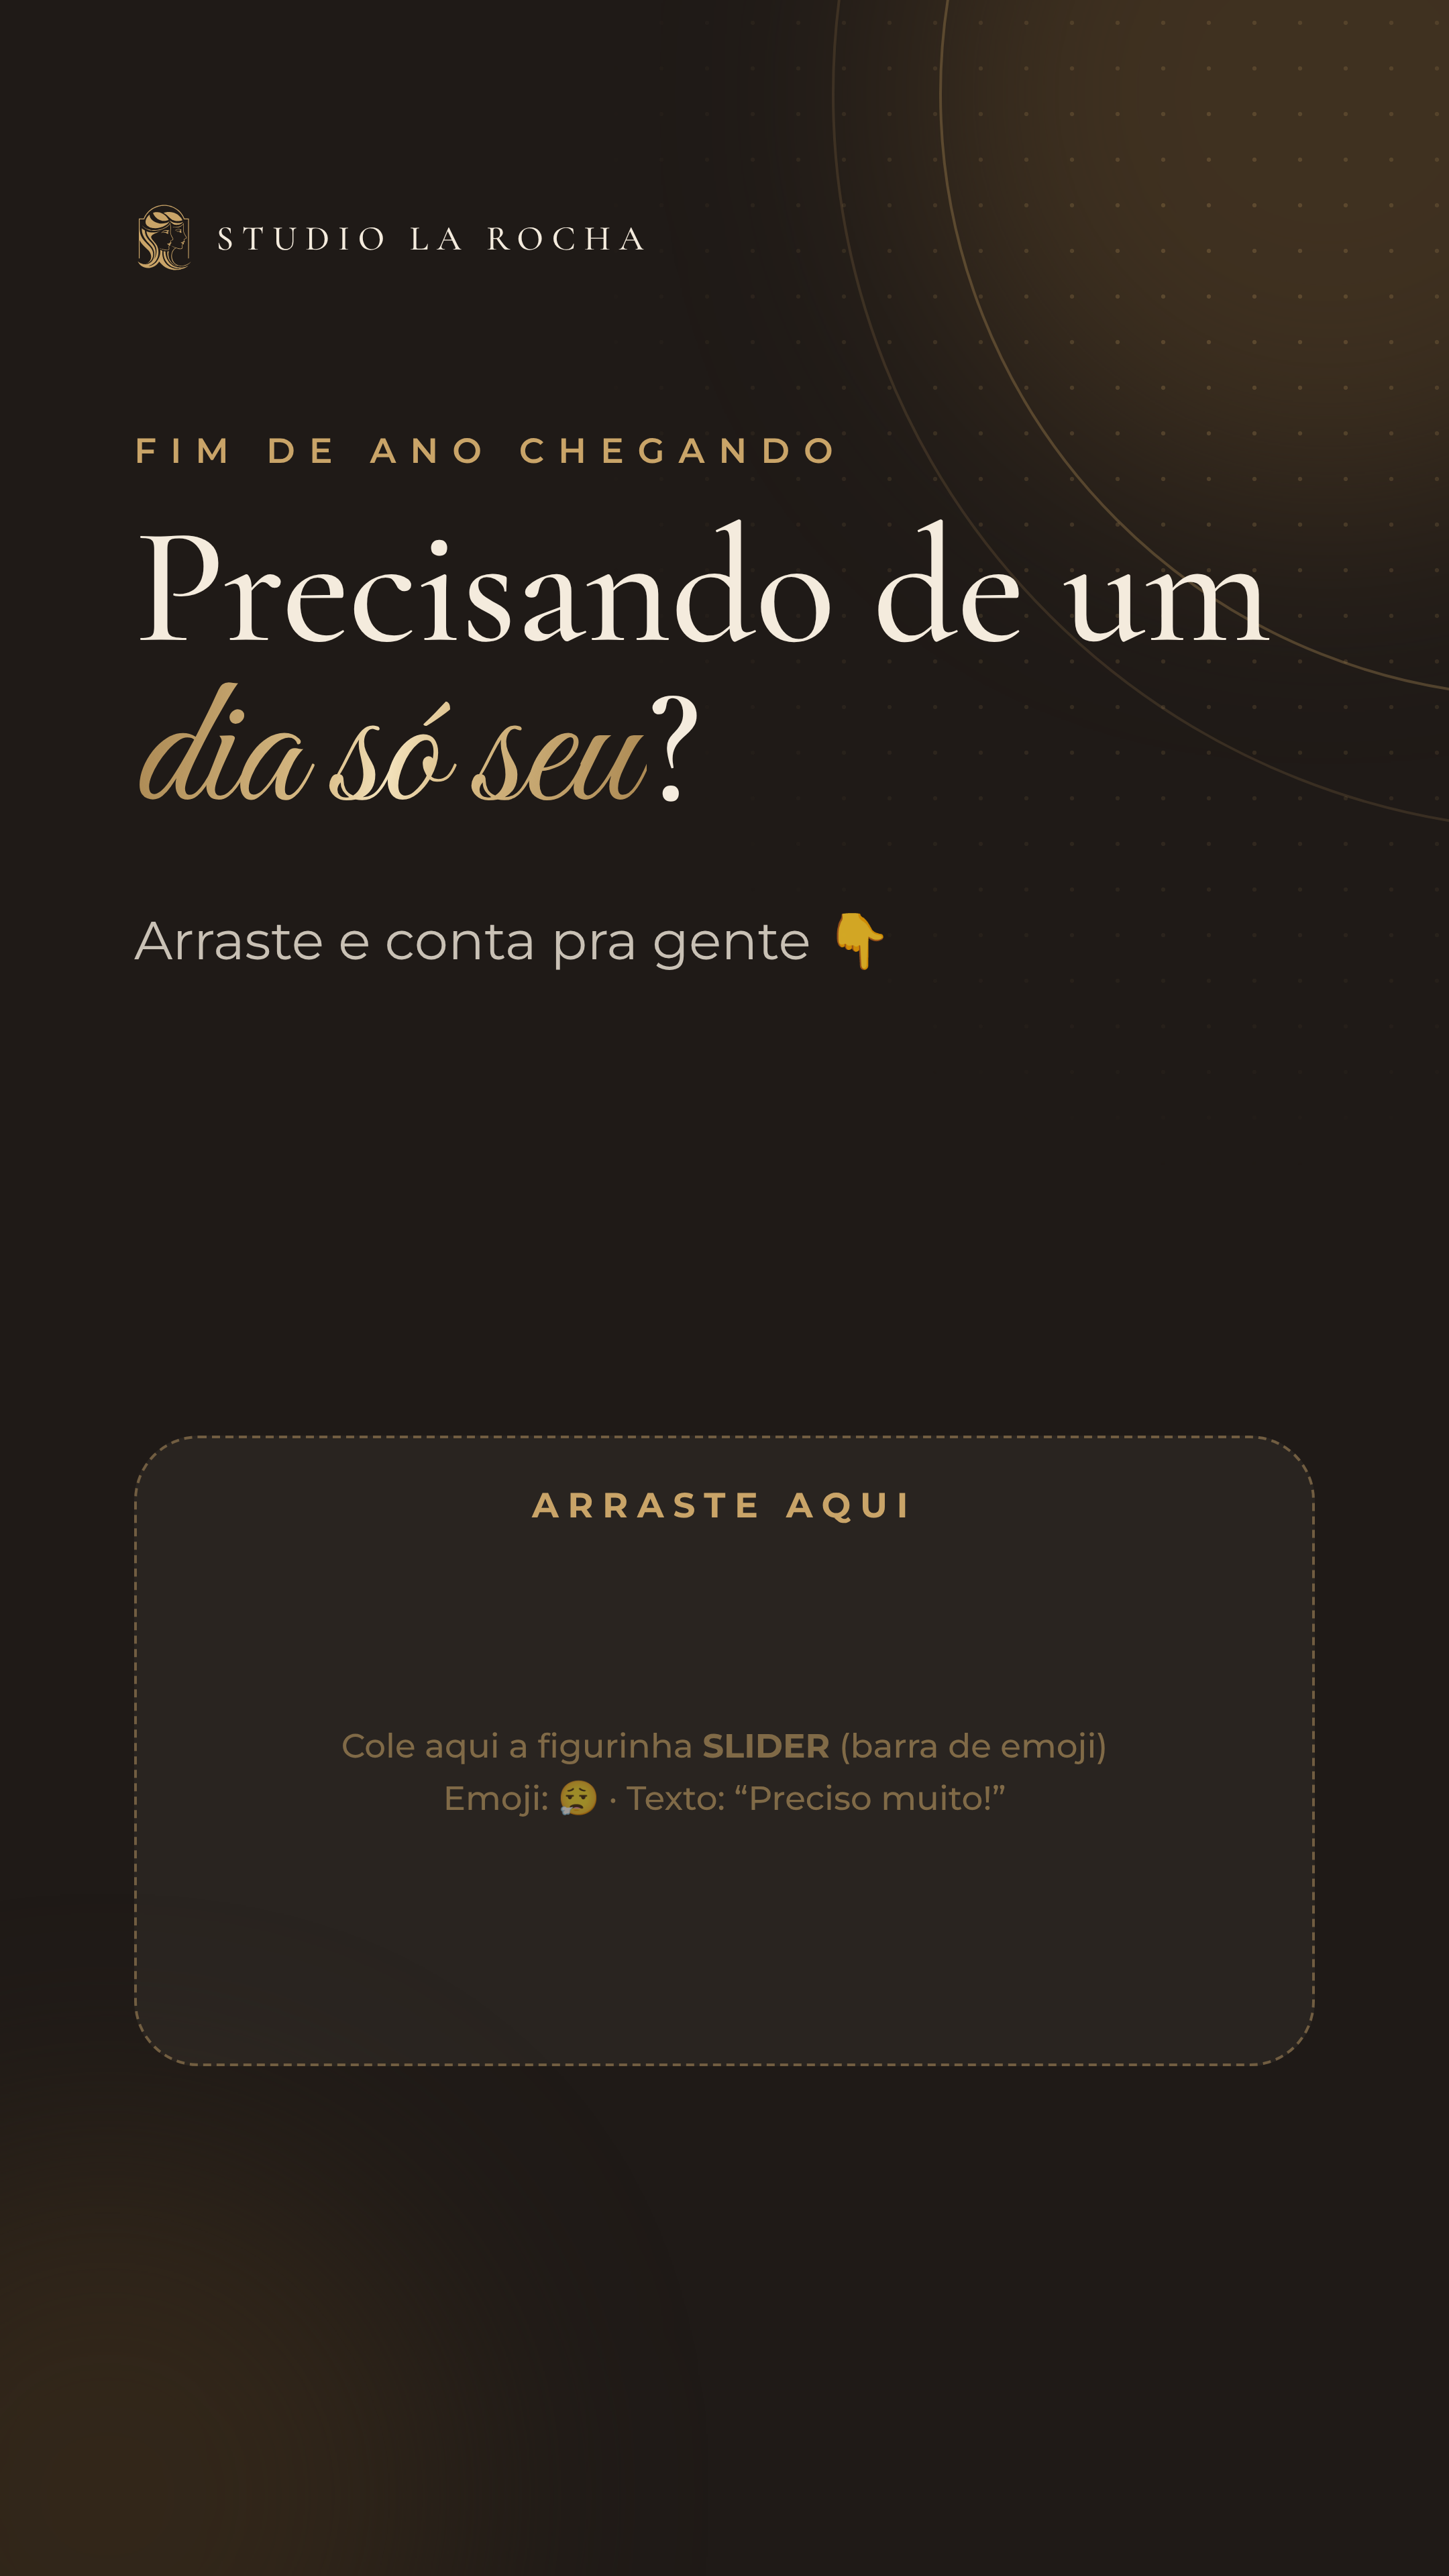 STUDIO LA ROCHA
FIM DE ANO CHEGANDO
Precisando de um
dia só seu?
Arraste e conta pra gente 👇
ARRASTE AQUI
Cole aqui a figurinha SLIDER (barra de emoji)
Emoji: 😮‍💨 · Texto: “Preciso muito!”